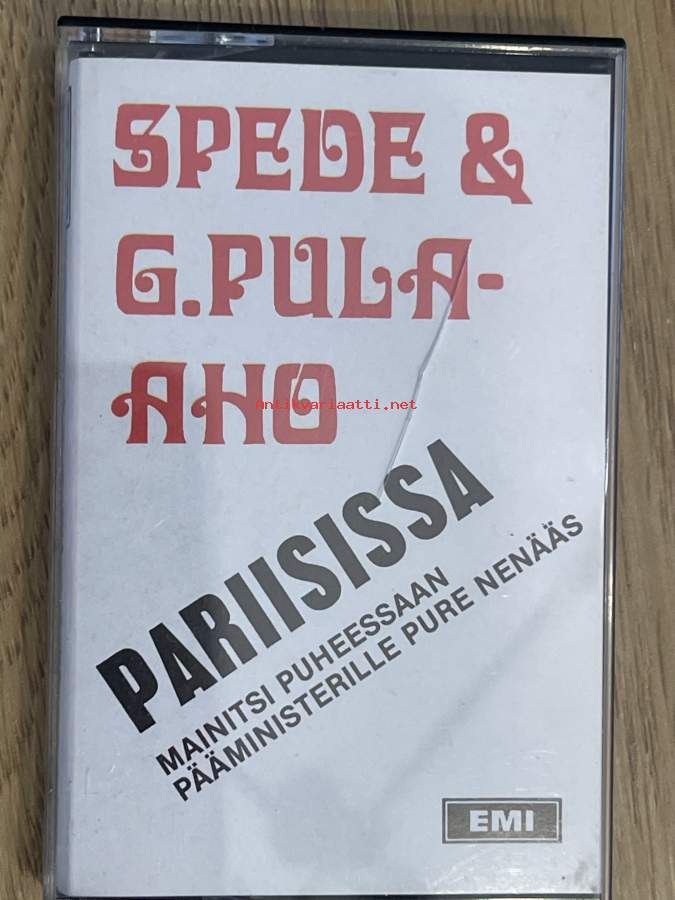 SPEDE &
G.PULA-
AHO
Antikvariaatti.net
PARIISISSA
MAINITSI PUHEESSAAN
PÄÄMINISTERILLE PURE NENÄÄS
EMI